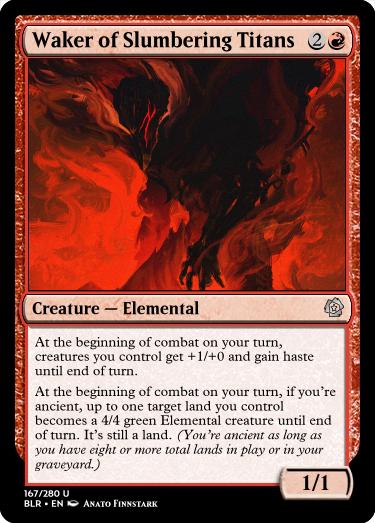 Waker of Slumbering Titans 2
Creature — Elemental
At the beginning of combat on your turn,
creatures you control get +1/+0 and gain haste
until end of turn.
At the beginning of combat on your turn, if you're
ancient, up to one target land you control
becomes a 4/4 green Elemental creature until end
of turn. It's still a land. (You're ancient as long as
you have eight or more total lands in play or in your
graveyard.)
1/1
167/280 U
BLR • EN Anato Finnstark